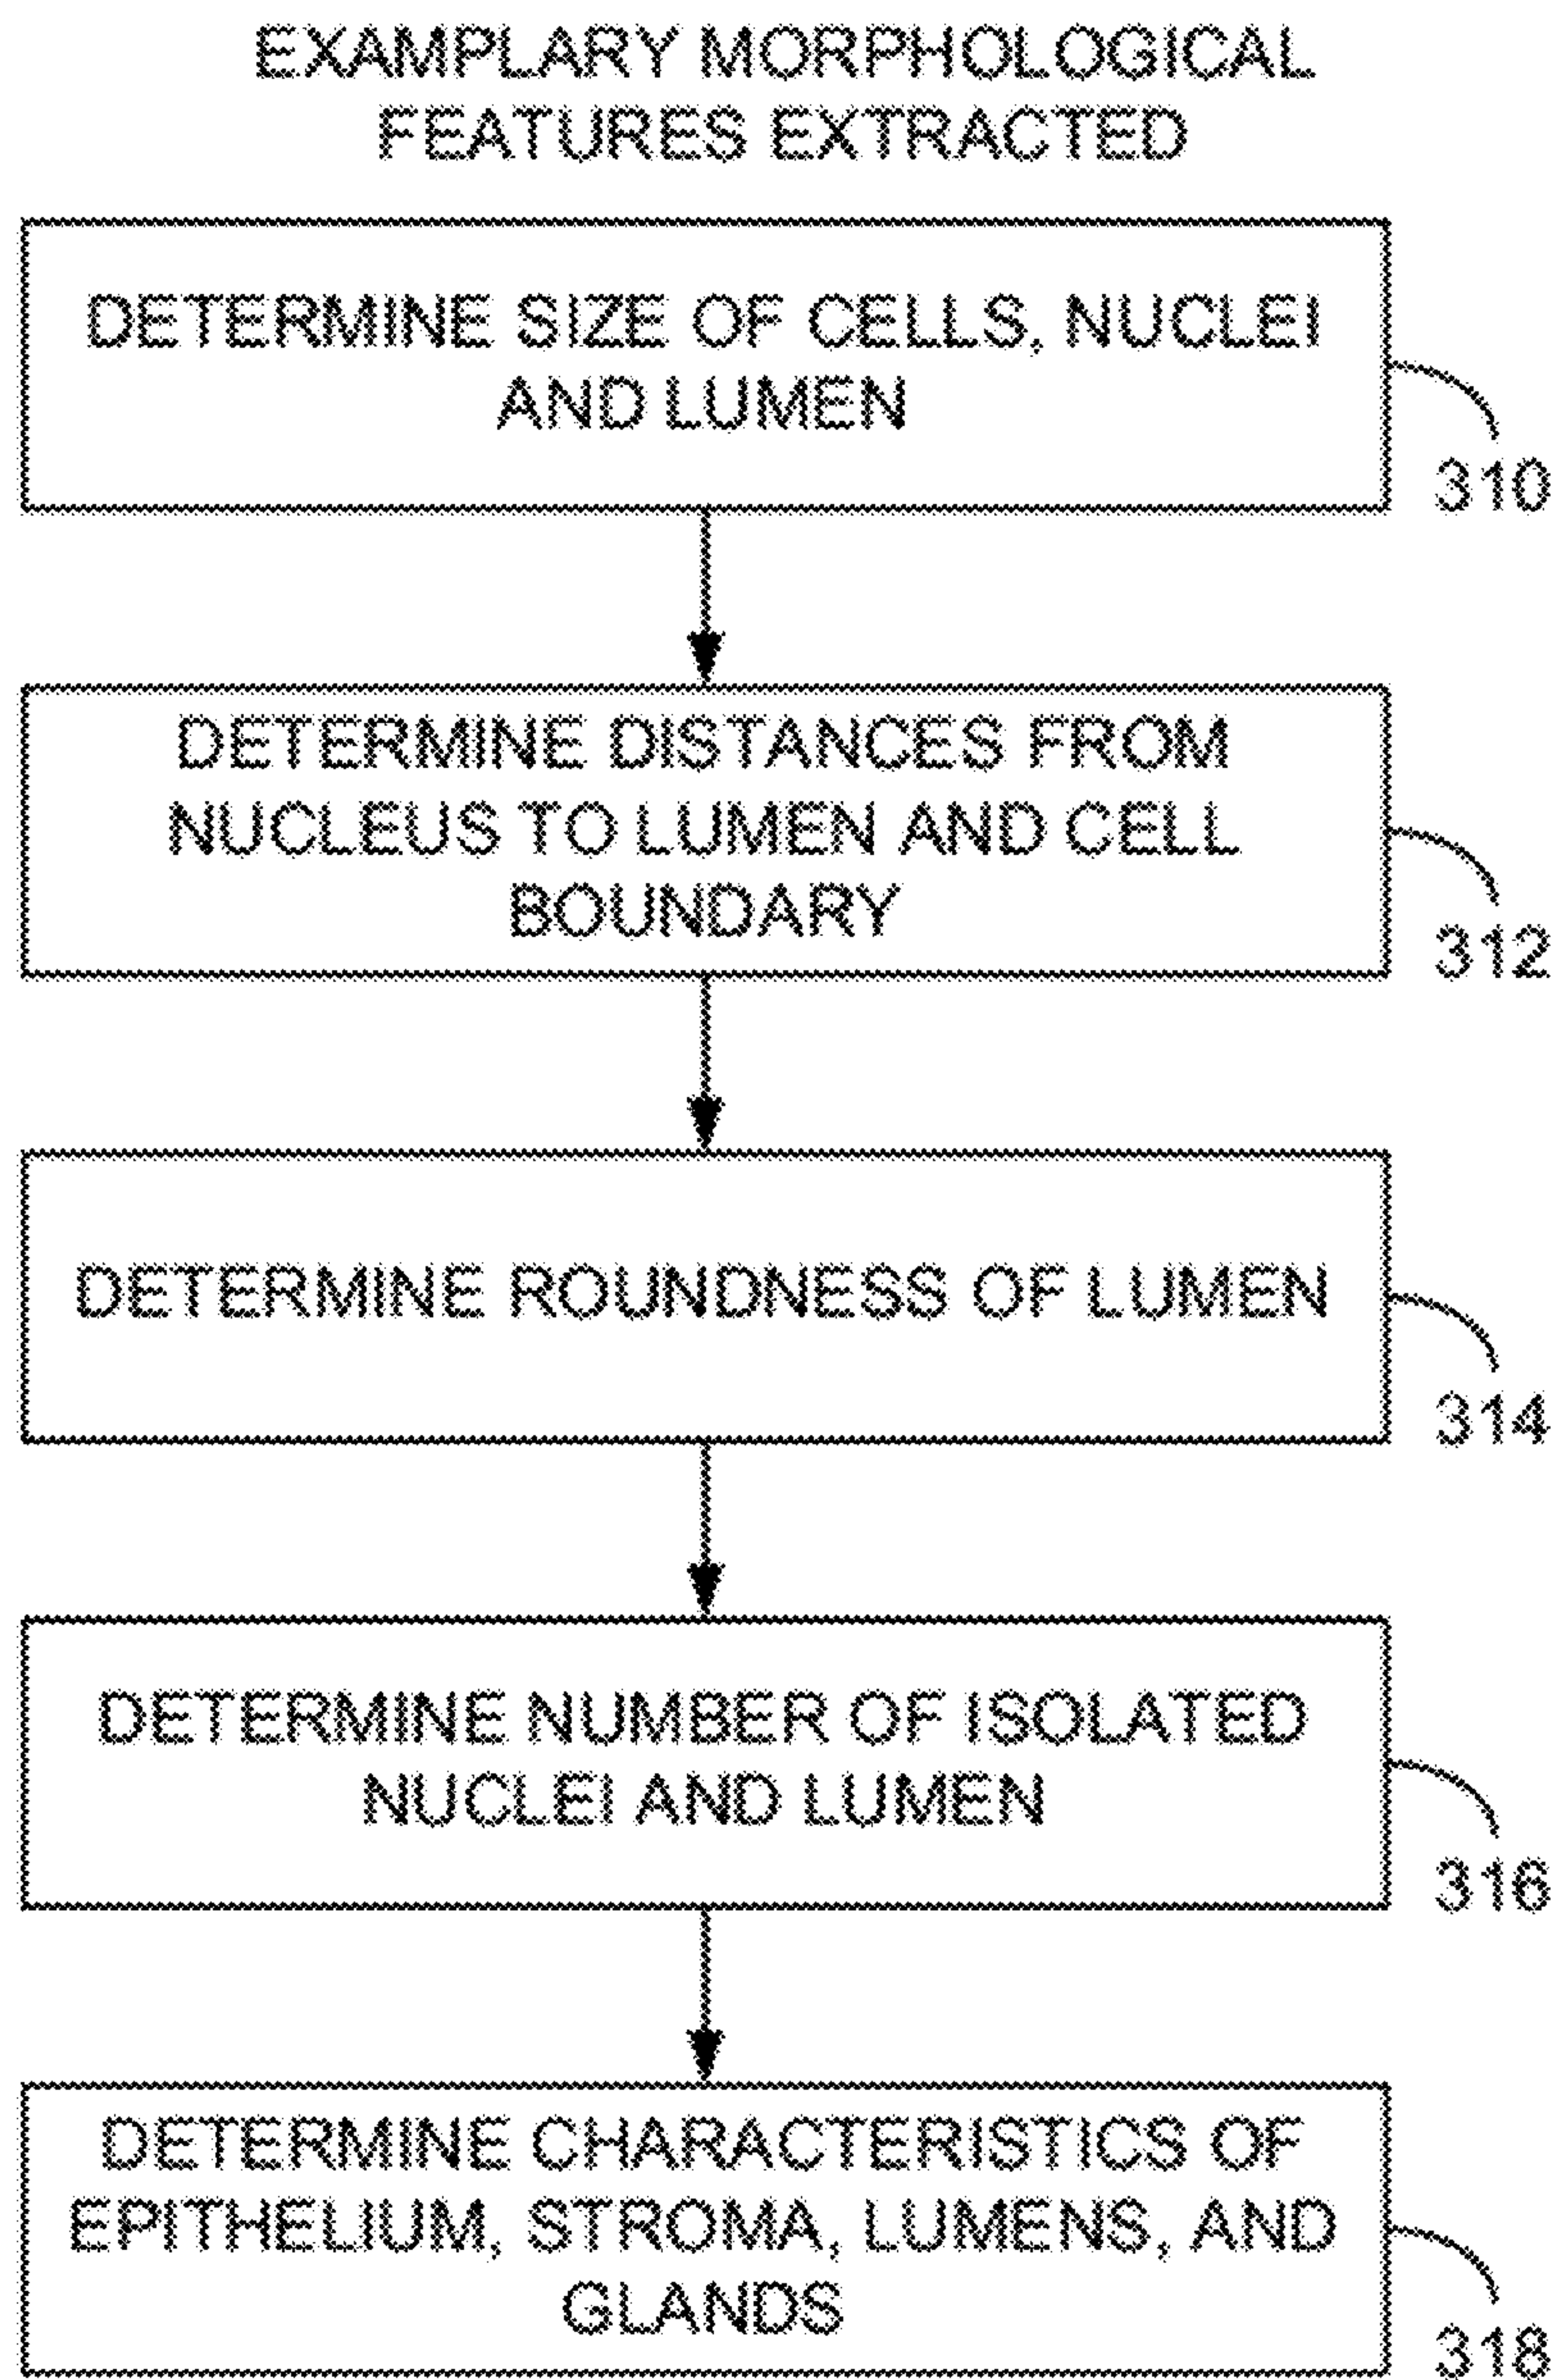 EXAMPLARY MORPHOLOGICAL
FEATURES EXTRACTED
DETERMINE SIZE OF CELLS, NUCLEI
AND LUMEN
310
DETERMINE DISTANCES FROM
NUCLEUS TO LUMEN AND CELL
BOUNDARY
312
DETERMINE ROUNDNESS OF LUMEN
314
DETERMINE NUMBER OF ISOLATED
NUCLEI AND LUMEN
316
DETERMINE CHARACTERISTICS OF
EPITHELIUM, STROMA, LUMENS, AND
GLANDS
318